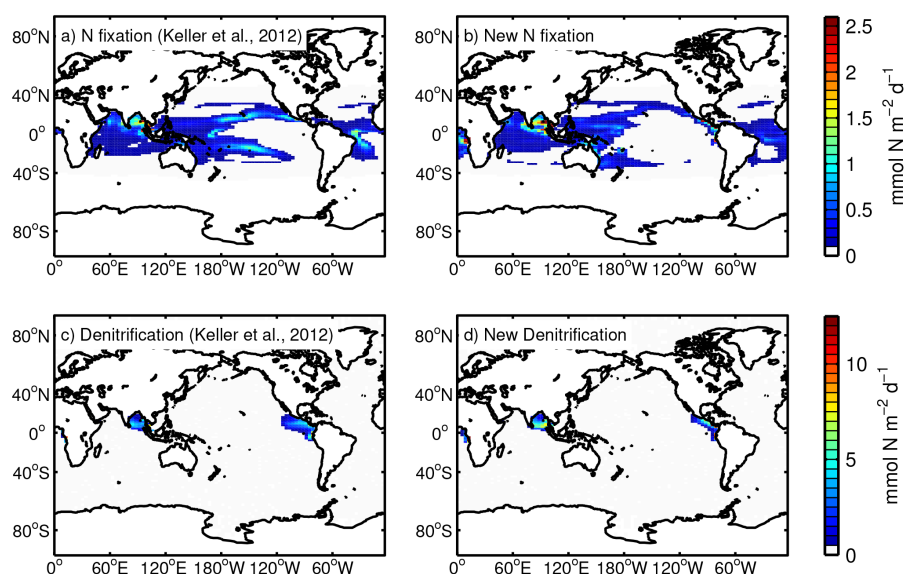 a) N fixation (Keller et al., 2012)
80°N
40°N
0°
40°S
80°S
0° 60°E 120°E 180°W 120°W 60°W
b) New N fixation
80°N
40°N
0°
40°S
80°S
0° 60°E 120°E 180°W 120°W 60°W
2.5
2
1.5
1
0.5
0
mmol N m⁻² d⁻¹
c) Denitrification (Keller et al., 2012)
80°N
40°N
0°
40°S
80°S
0° 60°E 120°E 180°W 120°W 60°W
d) New Denitrification
80°N
40°N
0°
40°S
80°S
0° 60°E 120°E 180°W 120°W 60°W
10
5
0
mmol N m⁻² d⁻¹